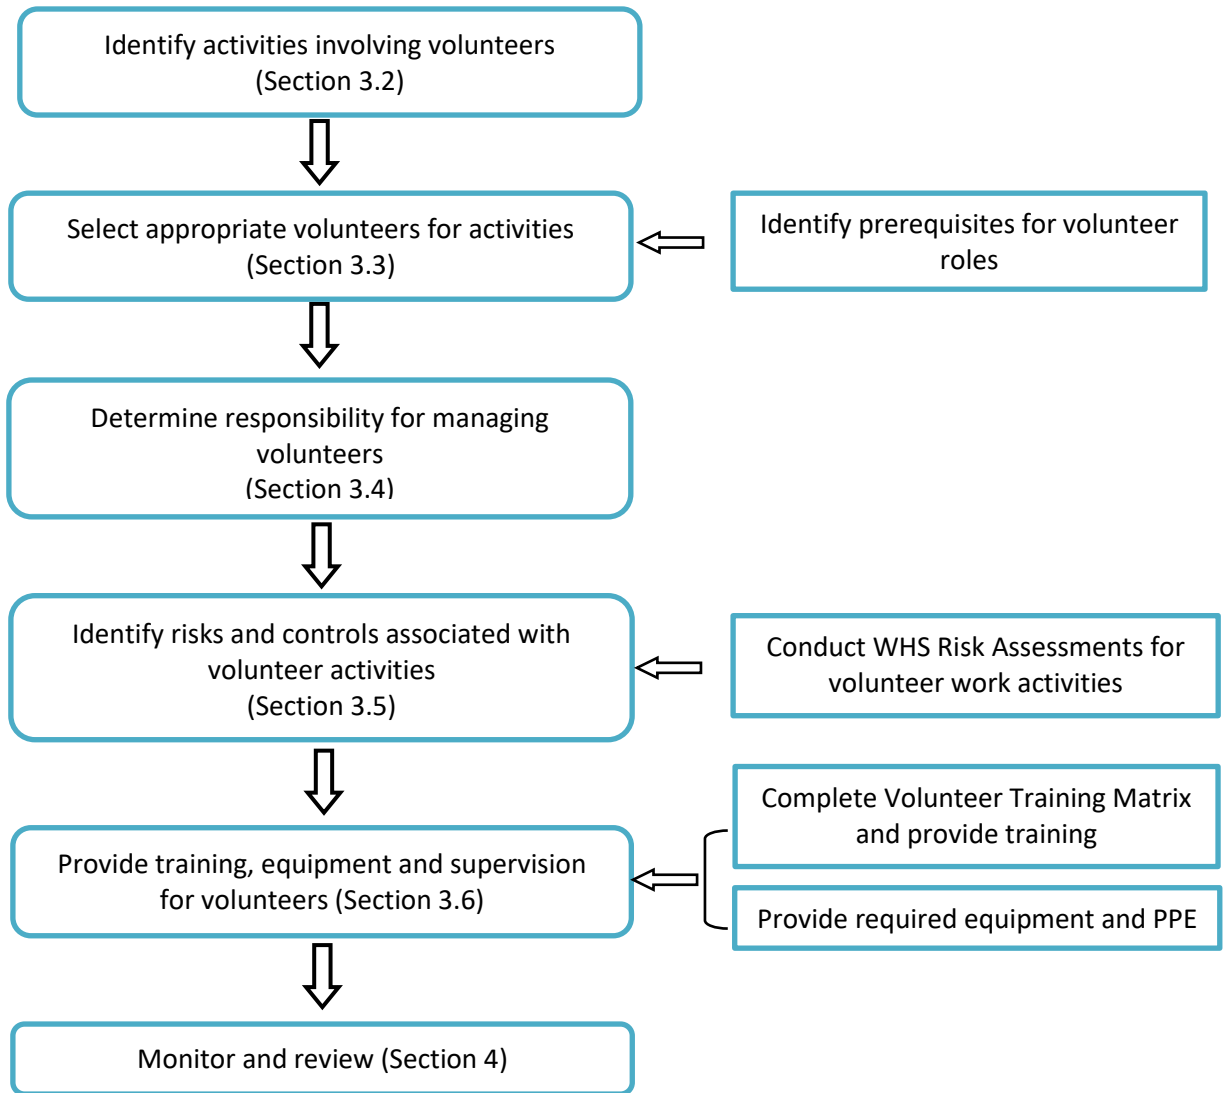 Identify activities involving volunteers
(Section 3.2)
Select appropriate volunteers for activities
(Section 3.3)
Identify prerequisites for volunteer
roles
Determine responsibility for managing
volunteers
(Section 3.4)
Identify risks and controls associated with
volunteer activities
(Section 3.5)
Conduct WHS Risk Assessments for
volunteer work activities
Provide training, equipment and supervision
for volunteers (Section 3.6)
Complete Volunteer Training Matrix
and provide training
Provide required equipment and PPE
Monitor and review (Section 4)